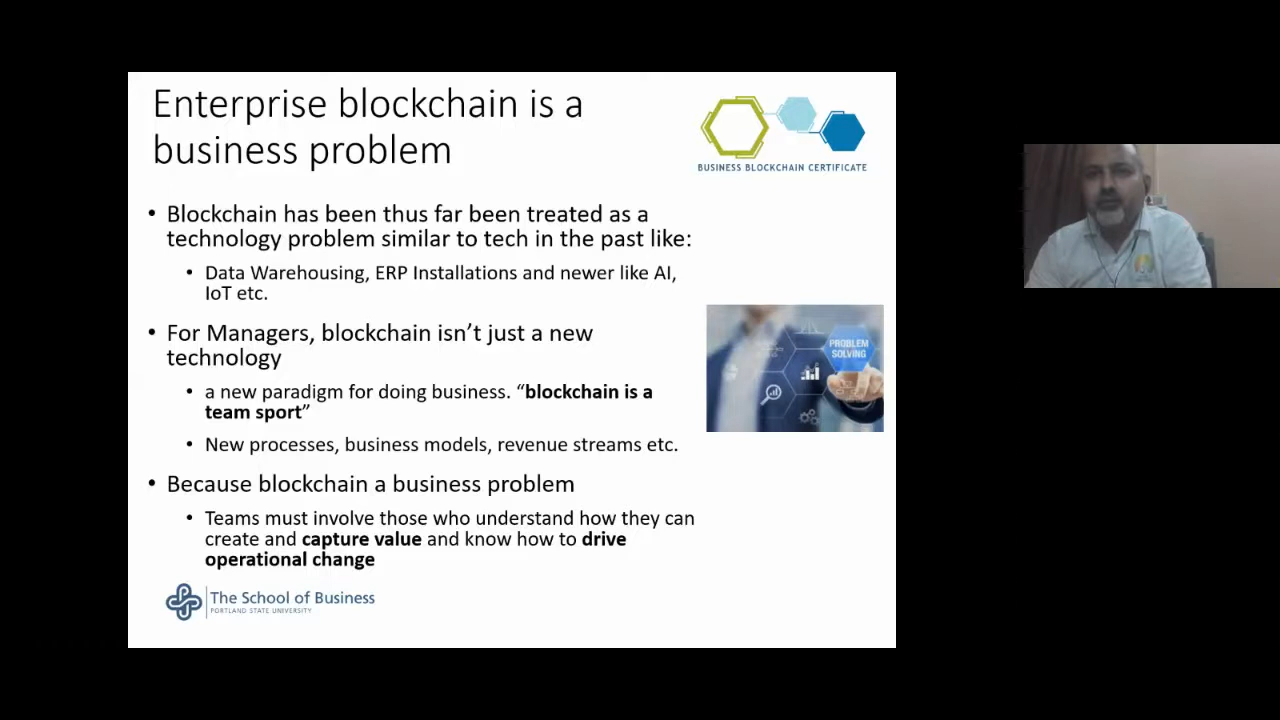 Enterprise blockchain is a
business problem
BUSINESS BLOCKCHAIN CERTIFICATE
• Blockchain has been thus far been treated as a
technology problem similar to tech in the past like:
• Data Warehousing, ERP Installations and newer like AI,
IoT etc.
• For Managers, blockchain isn’t just a new
technology
• a new paradigm for doing business. “blockchain is a
team sport”
• New processes, business models, revenue streams etc.
PROBLEM
SOLVING
• Because blockchain a business problem
• Teams must involve those who understand how they can
create and capture value and know how to drive
operational change
The School of Business
PORTLAND STATE UNIVERSITY